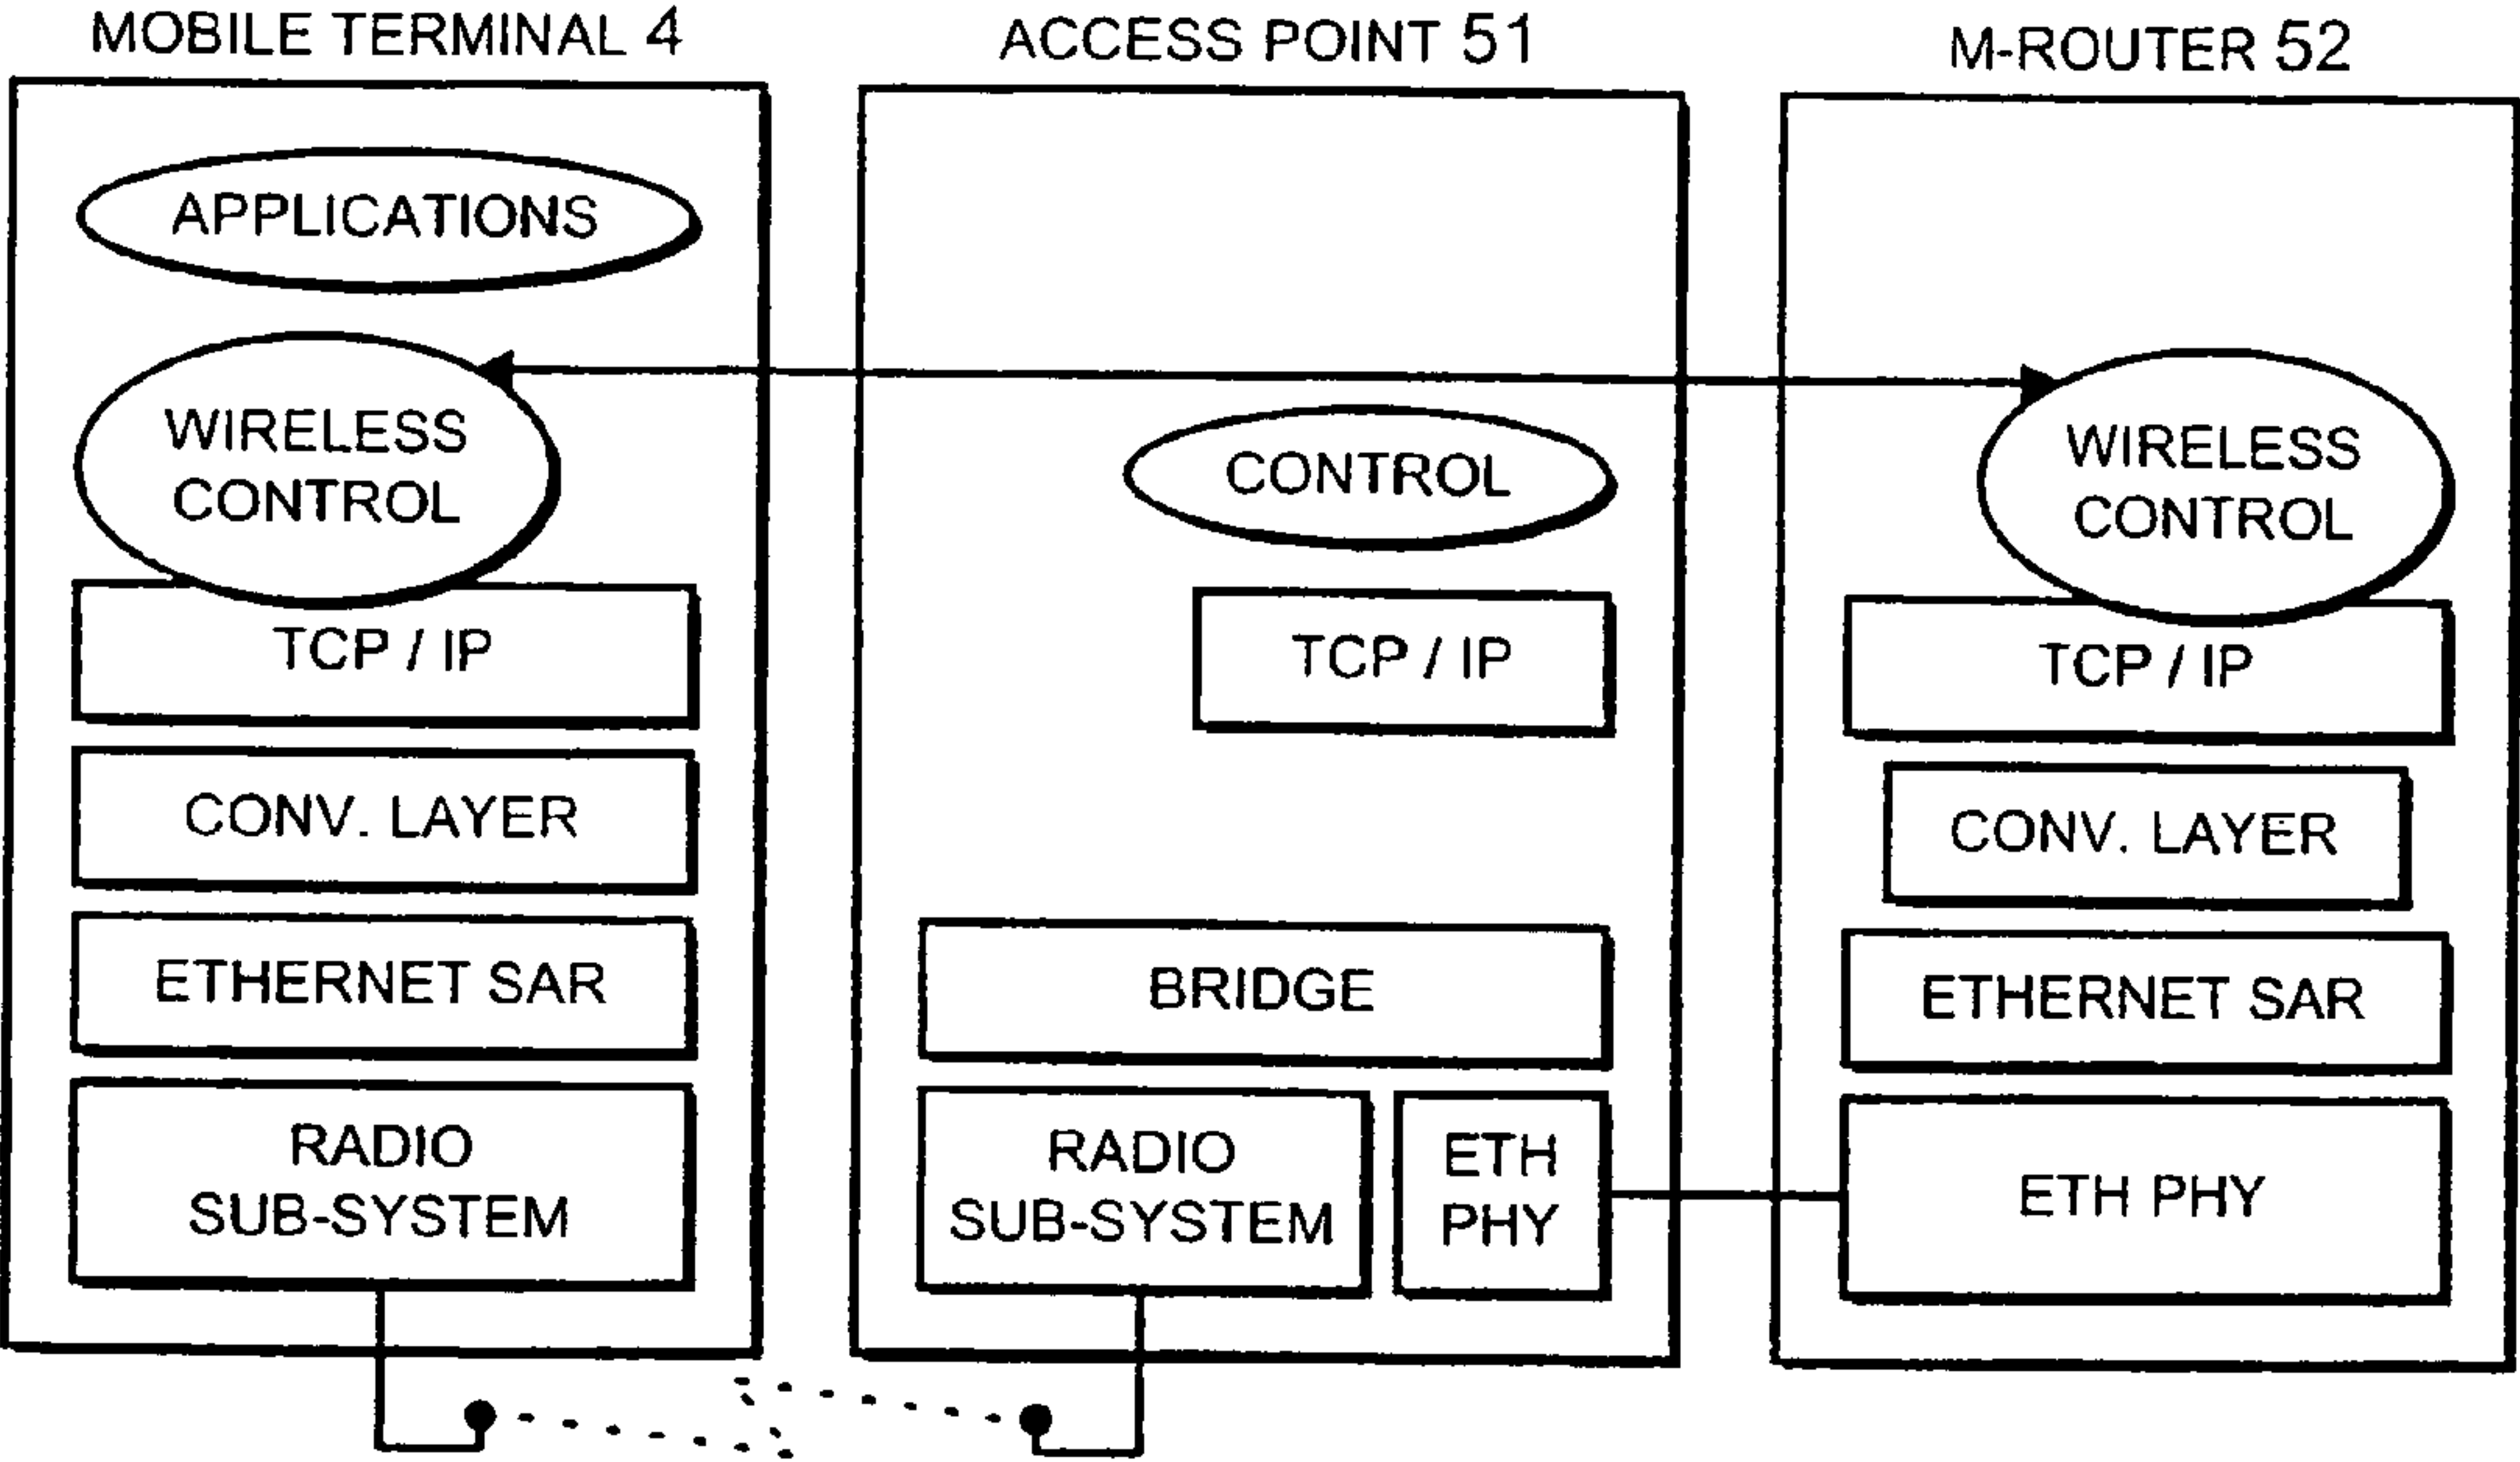 MOBILE TERMINAL 4
APPLICATIONS
WIRELESS
CONTROL
TCP / IP
CONV. LAYER
ETHERNET SAR
RADIO
SUB-SYSTEM
ACCESS POINT 51
CONTROL
TCP / IP
BRIDGE
RADIO
SUB-SYSTEM
ETH
PHY
M-ROUTER 52
WIRELESS
CONTROL
TCP / IP
CONV. LAYER
ETHERNET SAR
ETH PHY